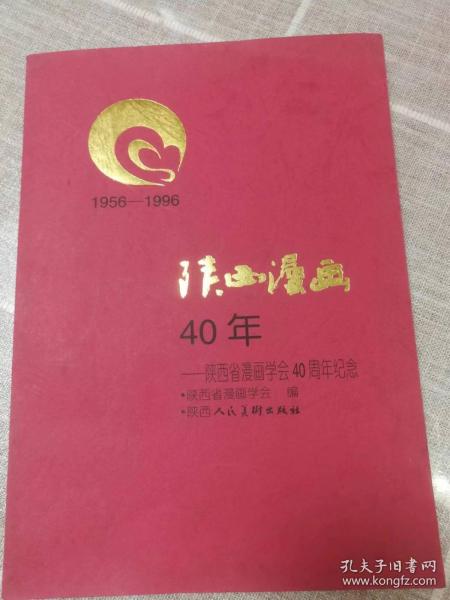 1956—1996
陕西漫画
40年
——陕西省漫画学会40周年纪念
•陕西省漫画学会 编
•陕西人民美术出版社
孔夫子旧书网
www.kongfz.com